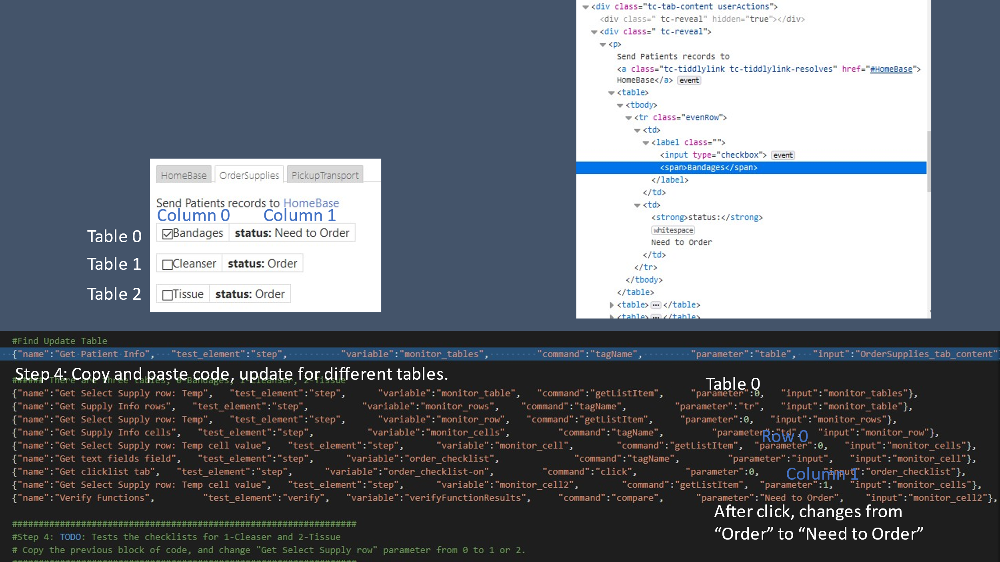 <div class="tc-tab-content userActions">
<div class=" tc-reveal" hidden="true"></div>
<div class=" tc-reveal">
<p>
Send Patients records to
<a class="tc-tiddlylink tc-tiddlylink-resolves" href="#HomeBase">
HomeBase</a> event
<table>
<tbody>
<tr class="evenRow">
<td>
<label class="">
<input type="checkbox"> event
<span>Bandages</span>
</label>
</td>
<td>
<strong>status:</strong>
whitespace
Need to Order
</td>
</tr>
</tbody>
</table>
<table> ... </table>
<table> ... </table>
HomeBase OrderSupplies PickupTransport
Send Patients records to HomeBase
Column 0 Column 1
Table 0 Bandages status: Need to Order
Table 1 Cleanser status: Order
Table 2 Tissue status: Order
#Find Update Table
{"name":"Get Patient Info", "test_element":"step", "variable":"monitor_tables", "command":"tagName", "parameter":"table", "input":"OrderSupplies_tab_content"}
Step 4: Copy and paste code, update for different tables.
###### There are three tables, 0-Bandages, 1-Cleanser, 2-Tissue
Table 0
{"name":"Get Select Supply row: Temp", "test_element":"step", "variable":"monitor_table", "command":"getListItem", "parameter":0, "input":"monitor_tables"},
{"name":"Get Supply Info rows", "test_element":"step", "variable":"monitor_rows", "command":"tagName", "parameter":"tr", "input":"monitor_table"},
{"name":"Get Select Supply row: Temp", "test_element":"step", "variable":"monitor_row", "command":"getListItem", "parameter":0, "input":"monitor_rows"},
{"name":"Get Supply Info cells", "test_element":"step", "variable":"monitor_cells", "command":"tagName", "parameter":"td", "input":"monitor_row"},
Row 0
{"name":"Get Select Supply row: Temp cell value", "test_element":"step", "variable":"monitor_cell", "command":"getListItem", "parameter":0, "input":"monitor_cells"},
{"name":"Get text fields field", "test_element":"step", "variable":"order_checklist", "command":"tagName", "parameter":"input", "input":"monitor_cell"},
{"name":"Get clicklist tab", "test_element":"step", "variable":"order_checklist-on", "command":"click", "parameter":0, "input":"order_checklist"},
Column 1
{"name":"Get Select Supply row: Temp cell value", "test_element":"step", "variable":"monitor_cell2", "command":"getListItem", "parameter":1, "input":"monitor_cells"},
{"name":"Verify Functions", "test_element":"verify", "variable":"verifyFunctionResults", "command":"compare", "parameter":"Need to Order", "input":"monitor_cell2"},
After click, changes from
“Order” to “Need to Order”
#################################################################
#Step 4: TODO: Tests the checklists for 1-Cleaser and 2-Tissue
# Copy the previous block of code, and change "Get Select Supply row" parameter from 0 to 1 or 2.
#################################################################